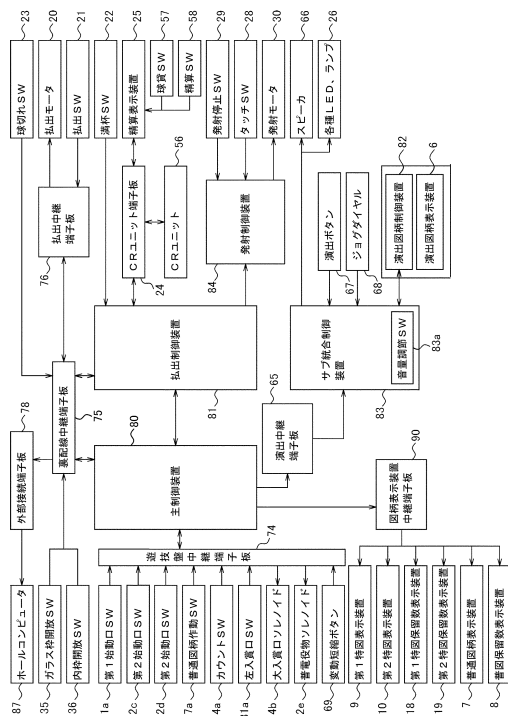 23
球切れSW
20
払出モータ
21
払出SW
22
満杯SW
25
精算表示装置
57
球貸SW
58
精算SW
29
発射停止SW
28
タッチSW
30
発射モータ
66
スピーカ
26
各種LED、ランプ
払出中継
端子板
76
CRユニット端子板
24
56
CRユニット
発射制御装置
84
演出ボタン
67
ジョグダイヤル
68
82
演出図柄制御装置
6
演出図柄表示装置
78
外部接続端子板
裏配線中継端子板
75
払出制御装置
81
サブ統合制御
装置
音量調節SW
83a
83
80
主制御装置
65
演出中継
端子板
90
図柄表示装置
中継端子板
遊技盤中継端子板
74
87
ホールコンピュータ
35
ガラス枠開放SW
36
内枠開放SW
1a
第1始動口SW
2c
第2始動口SW
2d
第2始動口SW
7a
普通図柄作動SW
4a
カウントSW
31a
左入賞口SW
4b
大入賞口ソレノイド
2e
普電役物ソレノイド
69
変動短縮ボタン
9
第1特図表示装置
10
第2特図表示装置
18
第1特図保留数表示装置
19
第2特図保留数表示装置
7
普通図柄表示装置
8
普図保留数表示装置